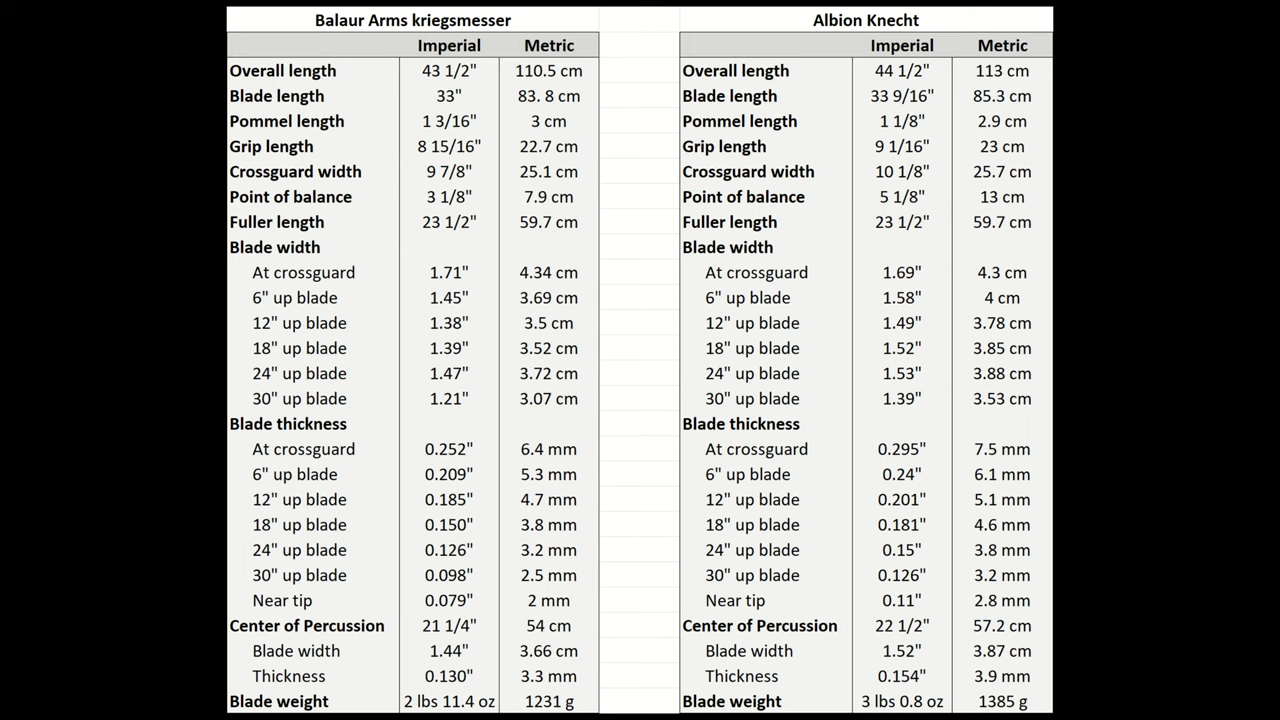 Balaur Arms kriegsmesser Albion Knecht
Imperial Metric Imperial Metric
Overall length 43 1/2" 110.5 cm Overall length 44 1/2" 113 cm
Blade length 33" 83. 8 cm Blade length 33 9/16" 85.3 cm
Pommel length 1 3/16" 3 cm Pommel length 1 1/8" 2.9 cm
Grip length 8 15/16" 22.7 cm Grip length 9 1/16" 23 cm
Crossguard width 9 7/8" 25.1 cm Crossguard width 10 1/8" 25.7 cm
Point of balance 3 1/8" 7.9 cm Point of balance 5 1/8" 13 cm
Fuller length 23 1/2" 59.7 cm Fuller length 23 1/2" 59.7 cm
Blade width Blade width
At crossguard 1.71" 4.34 cm At crossguard 1.69" 4.3 cm
6" up blade 1.45" 3.69 cm 6" up blade 1.58" 4 cm
12" up blade 1.38" 3.5 cm 12" up blade 1.49" 3.78 cm
18" up blade 1.39" 3.52 cm 18" up blade 1.52" 3.85 cm
24" up blade 1.47" 3.72 cm 24" up blade 1.53" 3.88 cm
30" up blade 1.21" 3.07 cm 30" up blade 1.39" 3.53 cm
Blade thickness Blade thickness
At crossguard 0.252" 6.4 mm At crossguard 0.295" 7.5 mm
6" up blade 0.209" 5.3 mm 6" up blade 0.24" 6.1 mm
12" up blade 0.185" 4.7 mm 12" up blade 0.201" 5.1 mm
18" up blade 0.150" 3.8 mm 18" up blade 0.181" 4.6 mm
24" up blade 0.126" 3.2 mm 24" up blade 0.15" 3.8 mm
30" up blade 0.098" 2.5 mm 30" up blade 0.126" 3.2 mm
Near tip 0.079" 2 mm Near tip 0.11" 2.8 mm
Center of Percussion 21 1/4" 54 cm Center of Percussion 22 1/2" 57.2 cm
Blade width 1.44" 3.66 cm Blade width 1.52" 3.87 cm
Thickness 0.130" 3.3 mm Thickness 0.154" 3.9 mm
Blade weight 2 lbs 11.4 oz 1231 g Blade weight 3 lbs 0.8 oz 1385 g